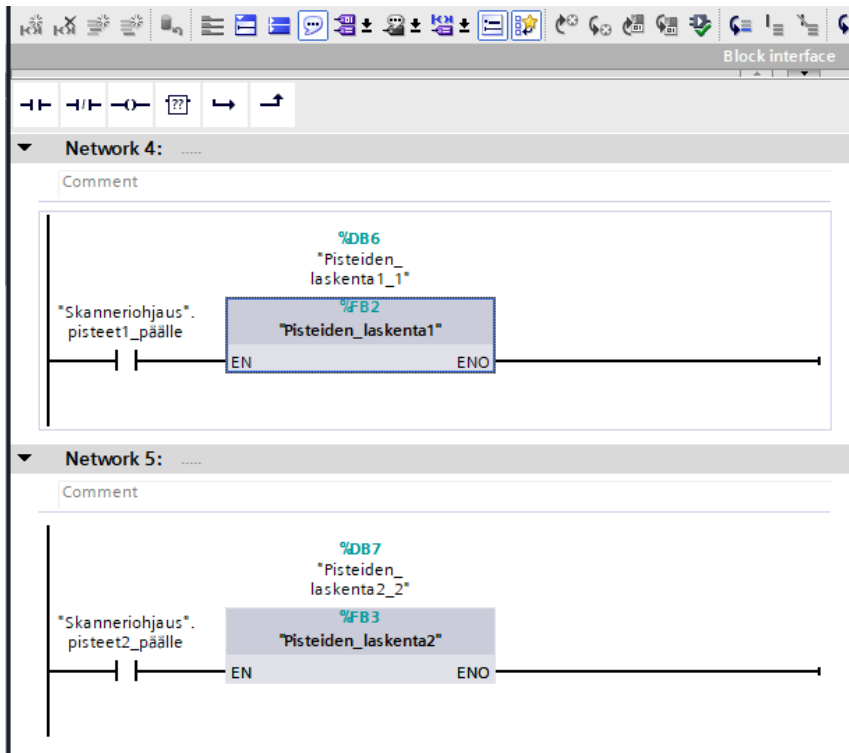 Block interface
??
Network 4: .....
Comment
%DB6
"Pisteiden_
laskenta1_1"
"Skanneriohjaus".
pisteet1_päälle
%FB2
"Pisteiden_laskenta1"
EN
ENO
Network 5: .....
Comment
%DB7
"Pisteiden_
laskenta2_2"
"Skanneriohjaus".
pisteet2_päälle
%FB3
"Pisteiden_laskenta2"
EN
ENO